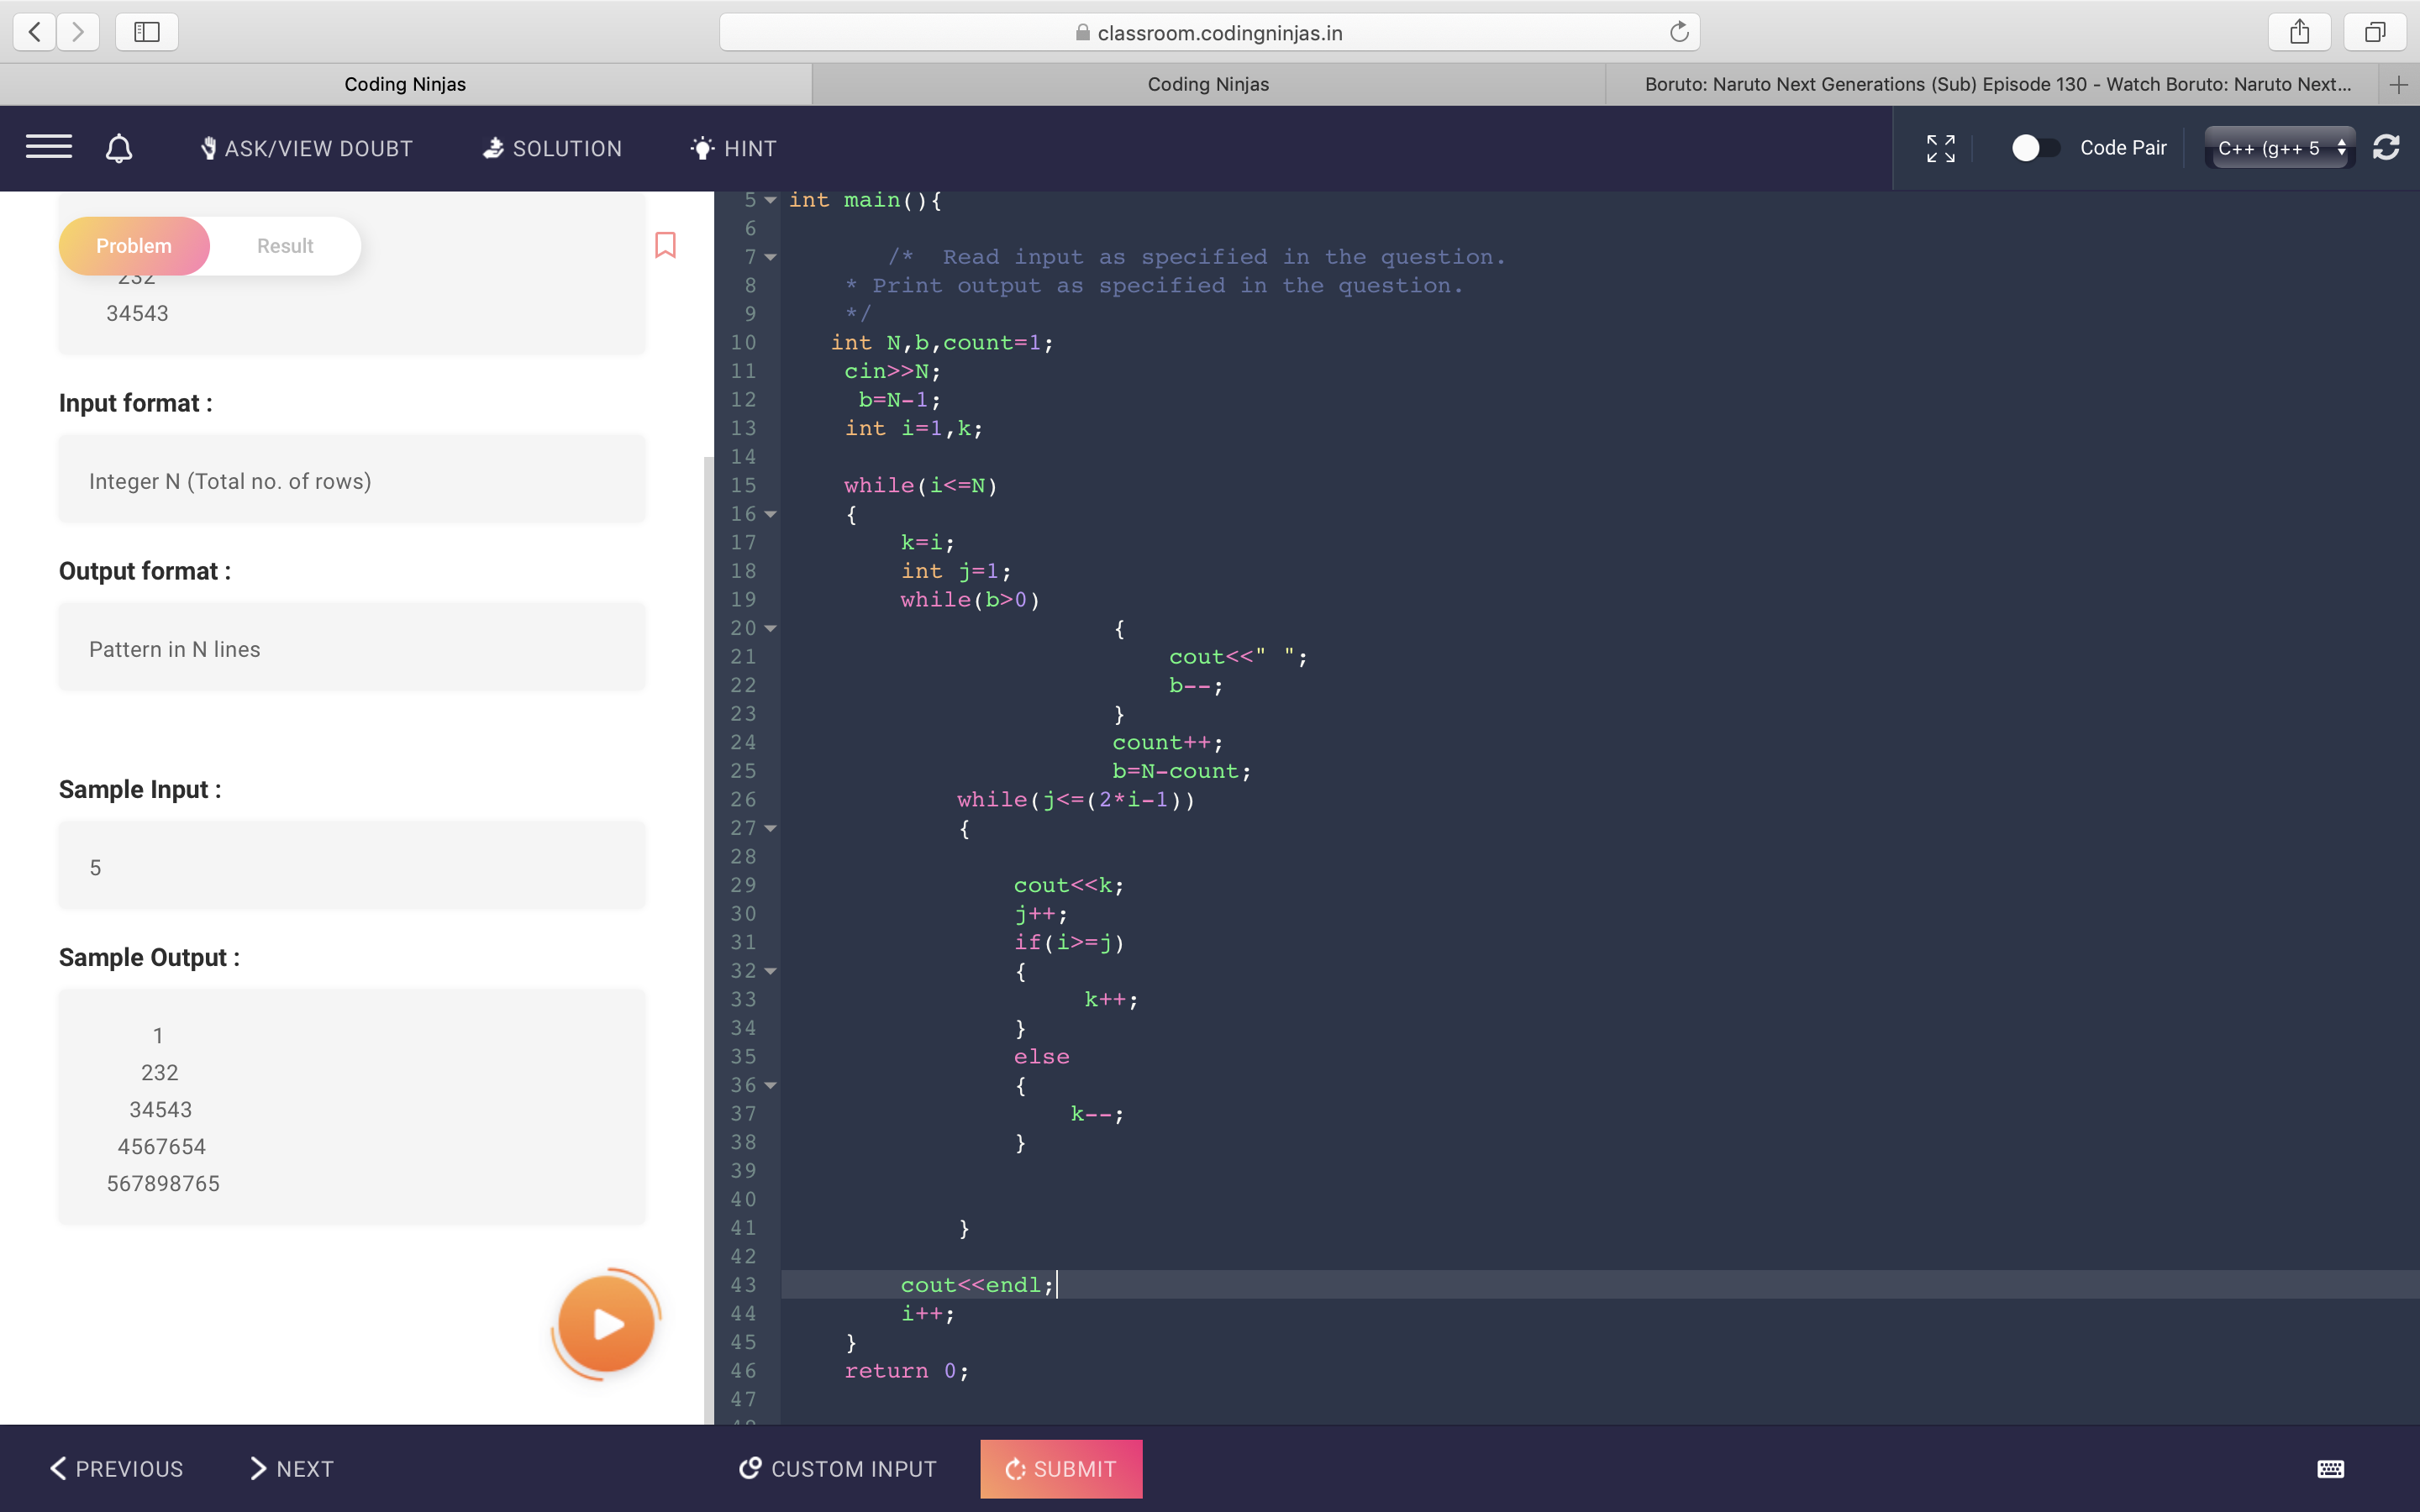 classroom.codingninjas.in
Coding Ninjas
Coding Ninjas
Boruto: Naruto Next Generations (Sub) Episode 130 - Watch Boruto: Naruto Next...
ASK/VIEW DOUBT
SOLUTION
HINT
Code Pair
C++ (g++ 5
Problem
Result
232
34543
Input format :
Integer N (Total no. of rows)
Output format :
Pattern in N lines
Sample Input :
5
Sample Output :
1
232
34543
4567654
567898765
5 int main(){
6
7 /* Read input as specified in the question.
8 * Print output as specified in the question.
9 */
10 int N,b,count=1;
11 cin>>N;
12 b=N-1;
13 int i=1,k;
14
15 while(i<=N)
16 {
17 k=i;
18 int j=1;
19 while(b>0)
20 {
21 cout<<" ";
22 b--;
23 }
24 count++;
25 b=N-count;
26 while(j<=(2*i-1))
27 {
28
29 cout<<k;
30 j++;
31 if(i>=j)
32 {
33 k++;
34 }
35 else
36 {
37 k--;
38 }
39
40
41 }
42
43 cout<<endl;
44 i++;
45 }
46 return 0;
47
PREVIOUS
NEXT
CUSTOM INPUT
SUBMIT